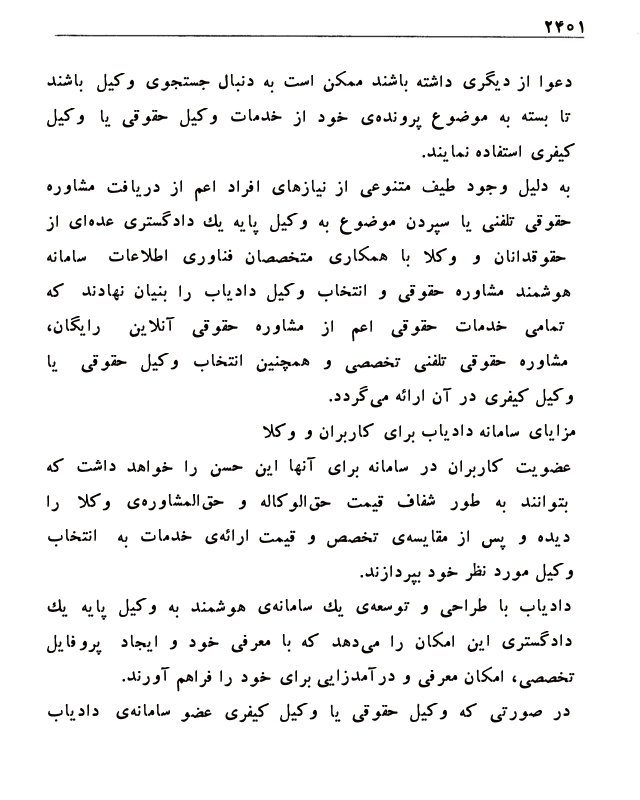 ۲۴۰۱
دعوا از دیگری داشته باشند ممکن است به دنبال جستجوی وکیل باشند
تا بسته به موضوع پرونده‌ی خود از خدمات وکیل حقوقی یا وکیل
کیفری استفاده نمایند.
به دلیل وجود طیف متنوعی از نیازهای افراد اعم از دریافت مشاوره
حقوقی تلفنی یا سپردن موضوع به وکیل پایه یك دادگستری عده‌ای از
حقوقدانان و وکلا با همکاری متخصصان فناوری اطلاعات سامانه
هوشمند مشاوره حقوقی و انتخاب وکیل دادیاب را بنیان نهادند که
تمامی خدمات حقوقی اعم از مشاوره حقوقی آنلاین رایگان،
مشاوره حقوقی تلفنی تخصصی و همچنین انتخاب وکیل حقوقی یا
وکیل کیفری در آن ارائه می‌گردد.
مزایای سامانه دادیاب برای کاربران و وکلا
عضویت کاربران در سامانه برای آنها این حسن را خواهد داشت که
بتوانند به طور شفاف قیمت حق‌الوکاله و حق‌المشاوره‌ی وکلا را
دیده و پس از مقایسه‌ی تخصص و قیمت ارائه‌ی خدمات به انتخاب
وکیل مورد نظر خود بپردازند.
دادیاب با طراحی و توسعه‌ی یك سامانه‌ی هوشمند به وکیل پایه یك
دادگستری این امکان را می‌دهد که با معرفی خود و ایجاد پروفایل
تخصصی، امکان معرفی و درآمدزایی برای خود را فراهم آورند.
در صورتی که وکیل حقوقی یا وکیل کیفری عضو سامانه‌ی دادیاب